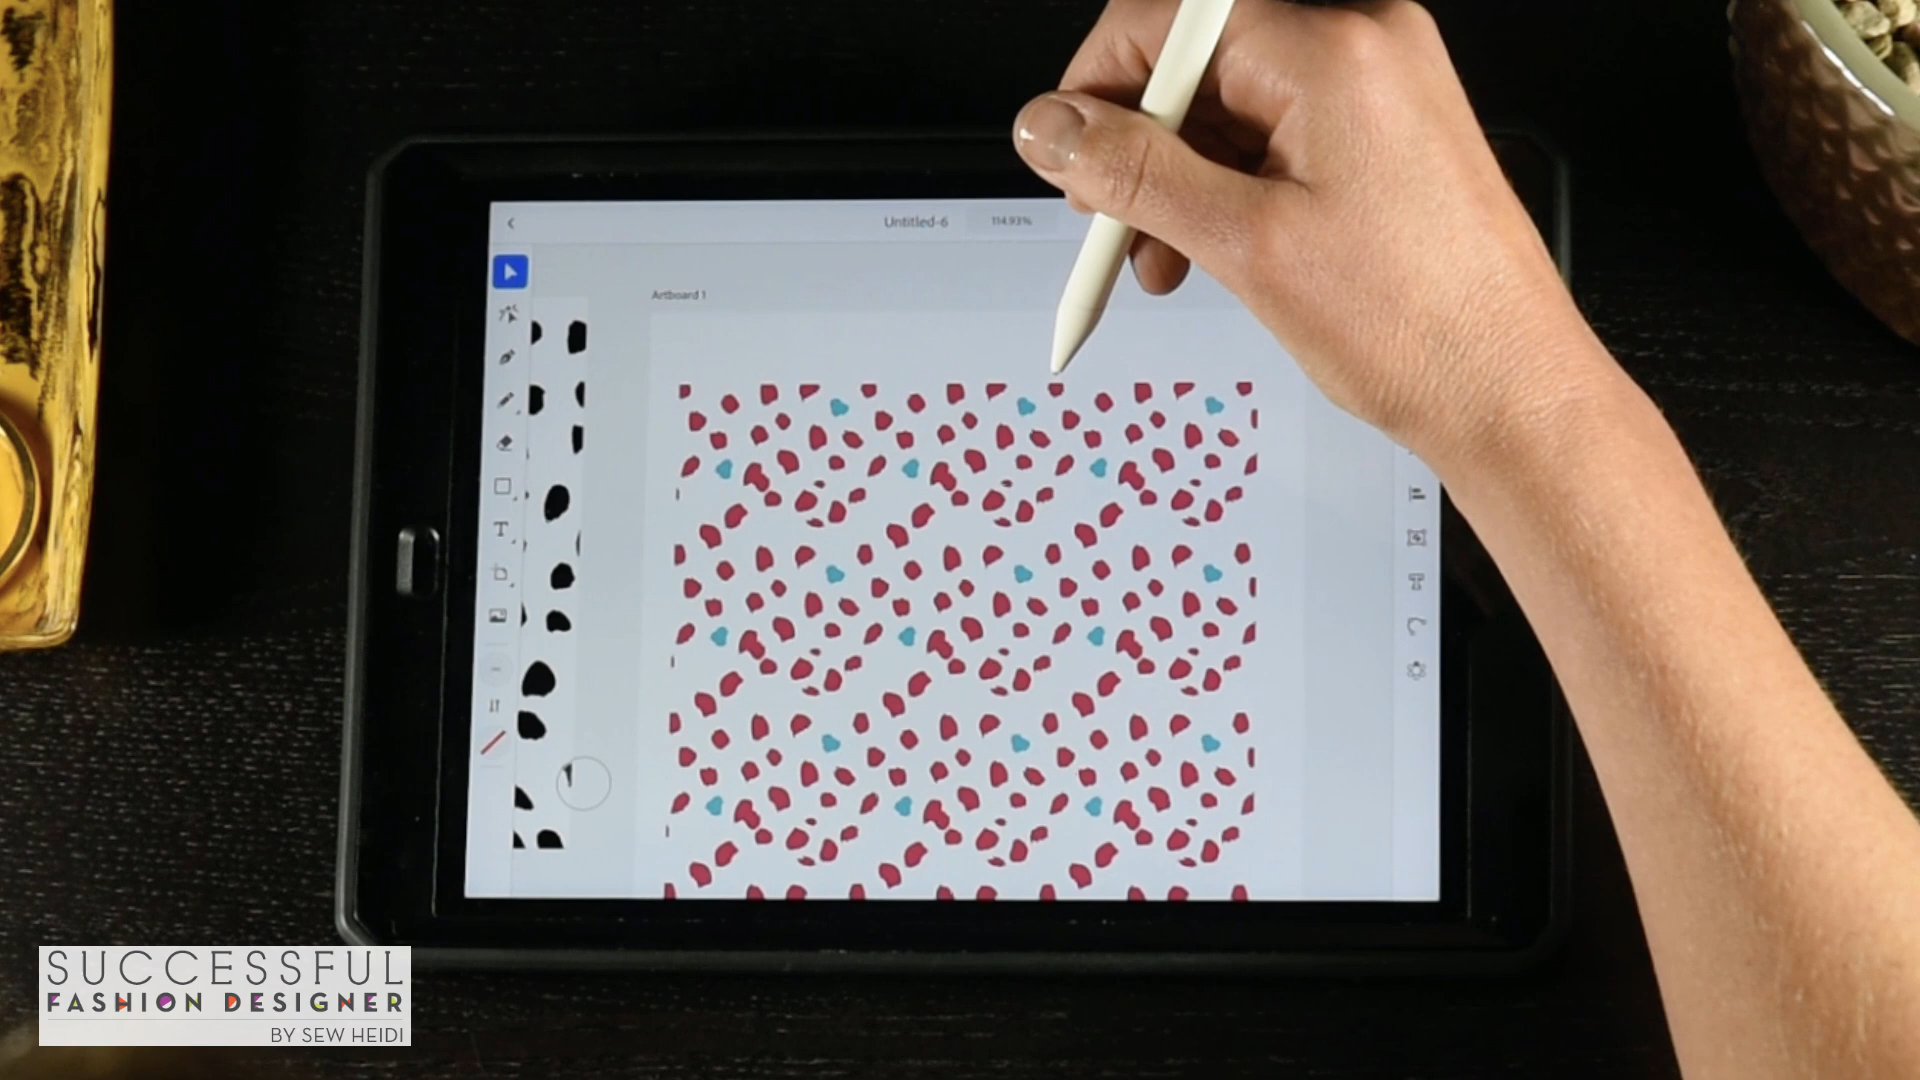 Untitled-6
114.93%
Artboard 1
SUCCESSFUL
FASHION DESIGNER
BY SEW HEIDI